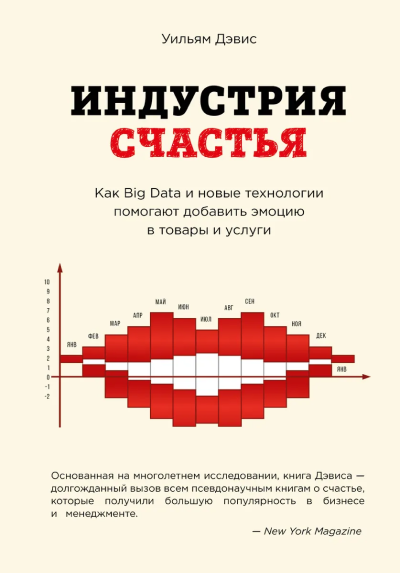 Уильям Дэвис
ИНДУСТРИЯ
СЧАСТЬЯ
Как Big Data и новые технологии
помогают добавить эмоцию
в товары и услуги
10
9
8
7
6
5
4
3
2
1
0
-1
-2
ЯНВ
ФЕВ
МАР
АПР
МАЙ
ИЮН
ИЮЛ
АВГ
СЕН
ОКТ
НОЯ
ДЕК
ЯНВ
Основанная на многолетнем исследовании, книга Дэвиса —
долгожданный вызов всем псевдонаучным книгам о счастье,
которые получили большую популярность в бизнесе
и менеджменте.
— New York Magazine